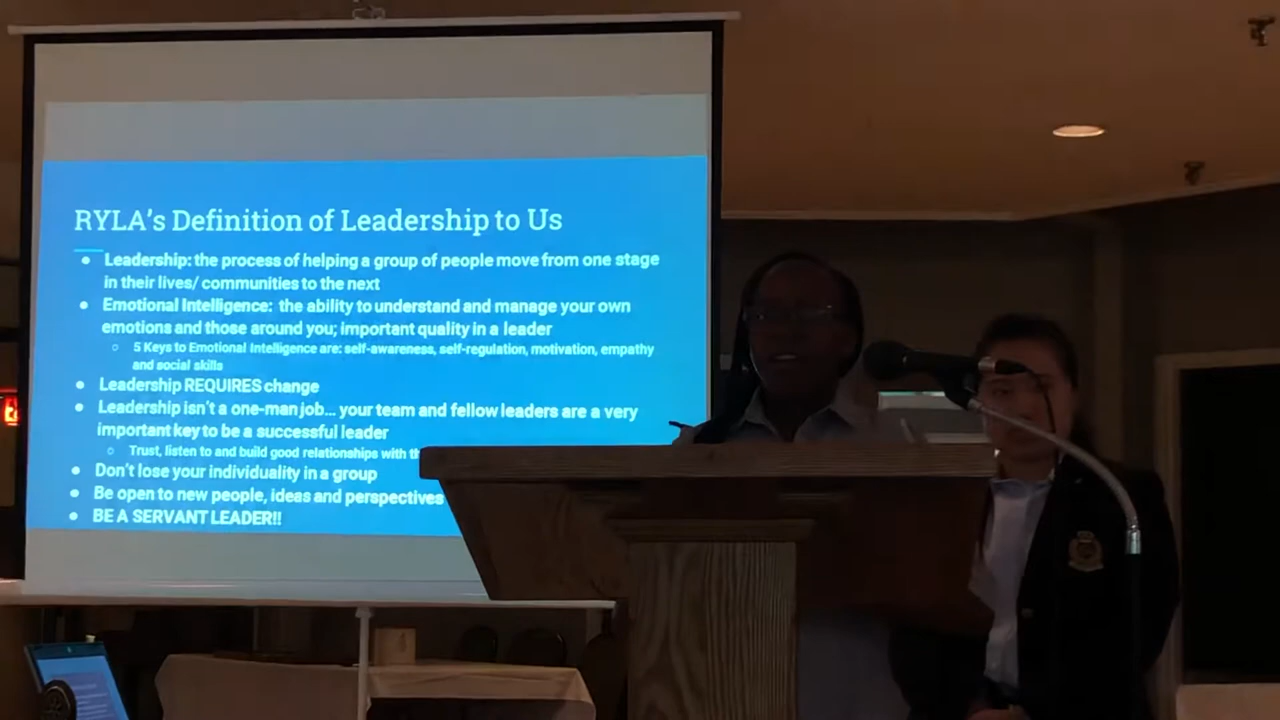 RYLA's Definition of Leadership to Us
Leadership: the process of helping a group of people move from one stage
in their lives/ communities to the next
Emotional Intelligence: the ability to understand and manage your own
emotions and those around you; important quality in a leader
5 Keys to Emotional Intelligence are: self-awareness, self-regulation, motivation, empathy
and social skills
Leadership REQUIRES change
Leadership isn't a one-man job... your team and fellow leaders are a very
important key to be a successful leader
Trust, listen to and build good relationships with
Don't lose your individuality in a group
Be open to new people, ideas and perspectives
BE A SERVANT LEADER!!